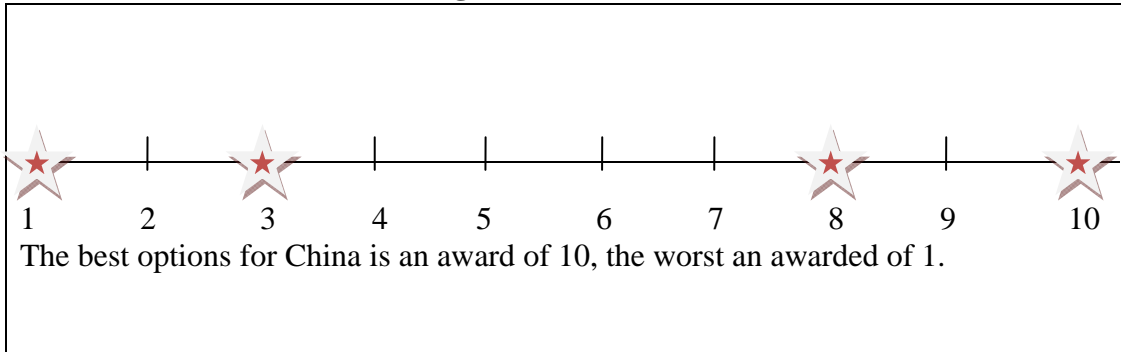 1 2 3 4 5 6 7 8 9 10
The best options for China is an award of 10, the worst an awarded of 1.